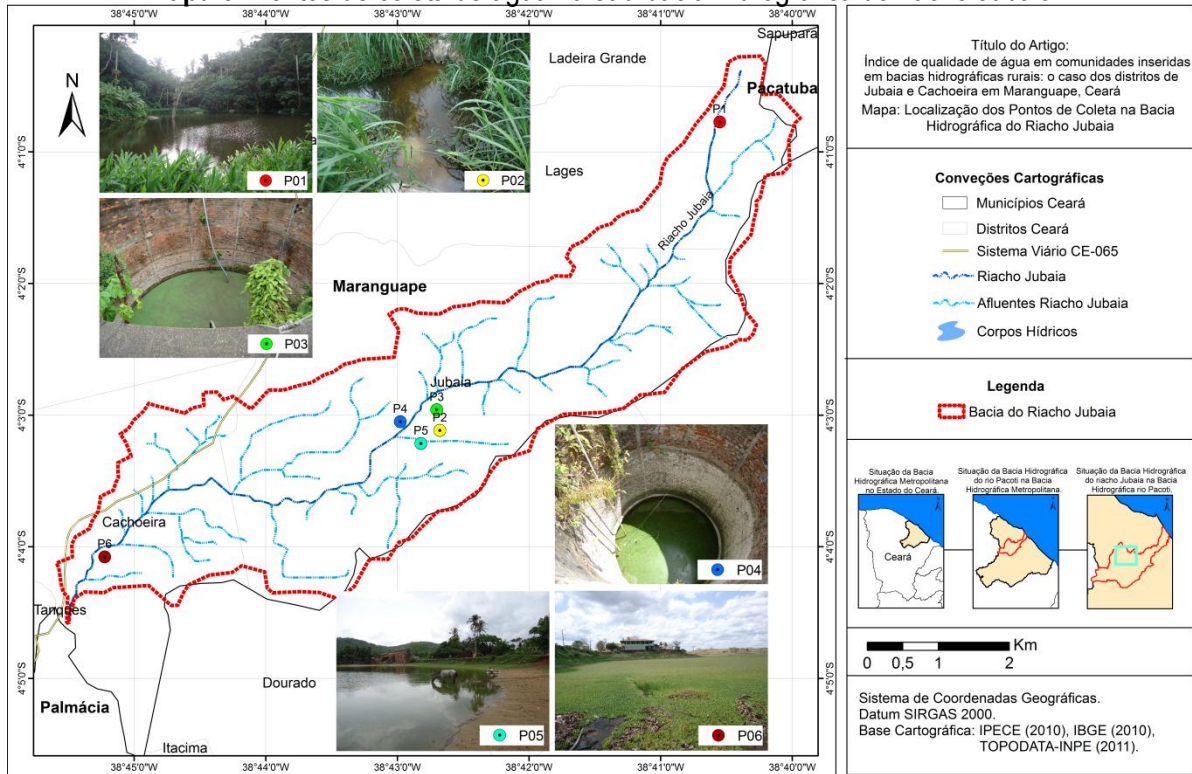 38°45'0"W 38°44'0"W 38°43'0"W 38°42'0"W 38°41'0"W 38°40'0"W
N
Sapupara
Ladeira Grande
Pacatuba
P1
P01
P02
4°1'0"S
4°1'0"S
Lages
Riacho Jubaia
P03
4°2'0"S
4°2'0"S
Maranguape
Jubaia
P3
P4
P2
P5
4°3'0"S
4°3'0"S
Cachoeira
P6
4°4'0"S
4°4'0"S
P04
Tanques
Dourado
4°5'0"S
4°5'0"S
Palmácia
Itacima
P05
P06
38°45'0"W 38°44'0"W 38°43'0"W 38°42'0"W 38°41'0"W 38°40'0"W
Título do Artigo:
Índice de qualidade de água em comunidades inseridas
em bacias hidrográficas rurais: o caso dos distritos de
Jubaia e Cachoeira em Maranguape, Ceará
Mapa: Localização dos Pontos de Coleta na Bacia
Hidrográfica do Riacho Jubaia
Conveções Cartográficas
Municípios Ceará
Distritos Ceará
Sistema Viário CE-065
Riacho Jubaia
Afluentes Riacho Jubaia
Corpos Hídricos
Legenda
Bacia do Riacho Jubaia
Situação da Bacia
Hidrográfica Metropolitana
no Estado do Ceará.
Ceará
Situação da Bacia Hidrográfica
do rio Pacoti na Bacia
Hidrográfica Metropolitana.
Situação da Bacia Hidrográfica
do riacho Jubaia na Bacia
Hidrográfica rio Pacoti.
Km
0 0,5 1 2
Sistema de Coordenadas Geográficas.
Datum SIRGAS 2000.
Base Cartográfica: IPECE (2010), IBGE (2010),
TOPODATA-INPE (2011).